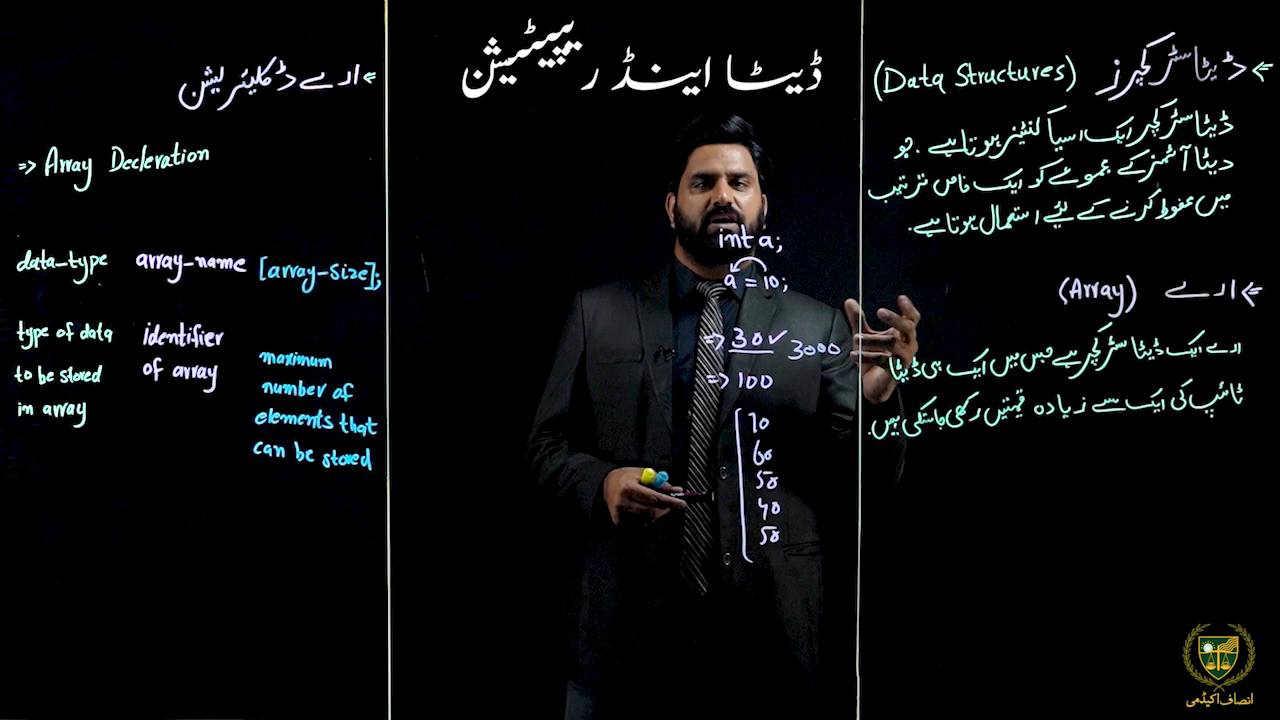 ڈیٹا اینڈ ریپیٹیشن
ڈیٹا سٹرکچرز (Data Structures)
ڈیٹا سٹرکچر ایک ایسا کنٹینر ہوتا ہے. جو
ڈیٹا آئٹمز کے مجموعے کو ایک خاص ترتیب
میں محفوظ کرنے کے لیے استعمال ہوتا ہے.
ارے (Array)
ارے ایک ڈیٹا سٹرکچر ہے جس میں ایک ہی ڈیٹا
ٹائپ کی ایک سے زیادہ قیمتیں رکھی جاسکتی ہیں.
int a;
a = 10;
=> 30 ✓ 3000
=> 100
70
60
50
40
50
ارے ڈکلیئریشن
=> Array Decleration
data-type array-name [array-size];
type of data
to be stored
in array
identifier
of array
maximum
number of
elements that
can be stored
انصاف اکیڈمی